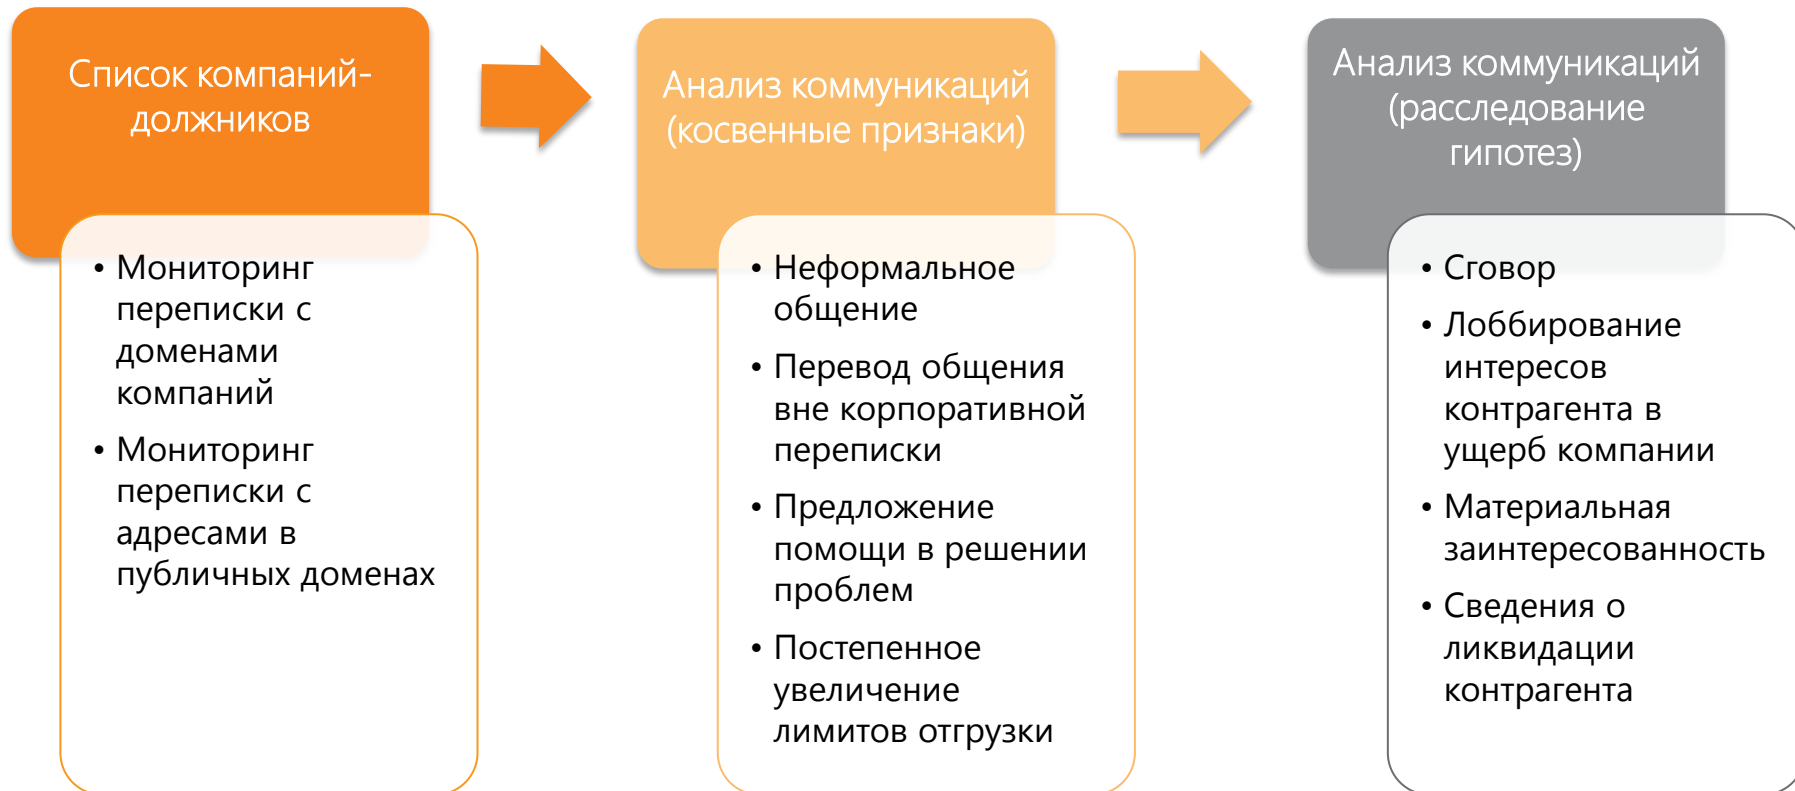 Список компаний-
должников
• Мониторинг
переписки с
доменами
компаний
• Мониторинг
переписки с
адресами в
публичных доменах
Анализ коммуникаций
(косвенные признаки)
• Неформальное
общение
• Перевод общения
вне корпоративной
переписки
• Предложение
помощи в решении
проблем
• Постепенное
увеличение
лимитов отгрузки
Анализ коммуникаций
(расследование
гипотез)
• Сговор
• Лоббирование
интересов
контрагента в
ущерб компании
• Материальная
заинтересованность
• Сведения о
ликвидации
контрагента